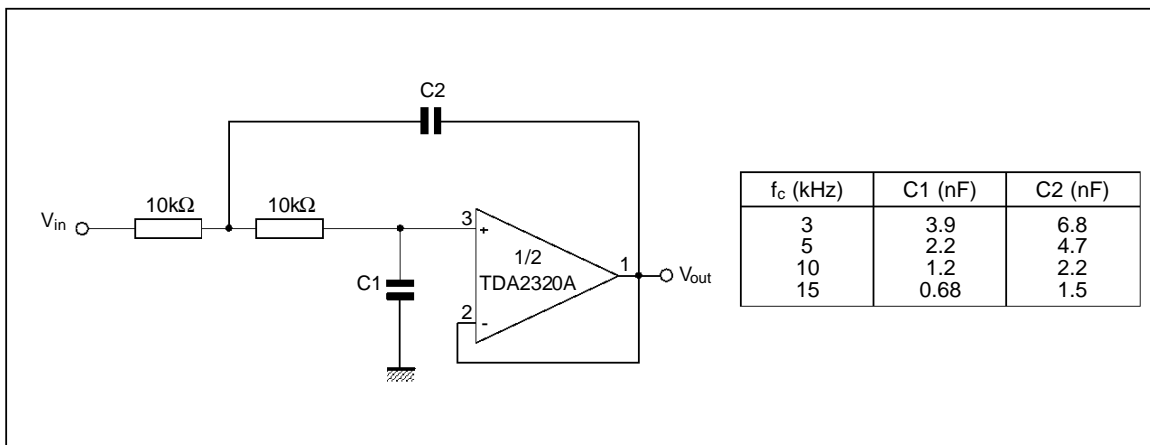 C2
10kΩ
10kΩ
Vin
3
+
1/2
TDA2320A
1
Vout
C1
2
-
fc (kHz) C1 (nF) C2 (nF)
3 3.9 6.8
5 2.2 4.7
10 1.2 2.2
15 0.68 1.5